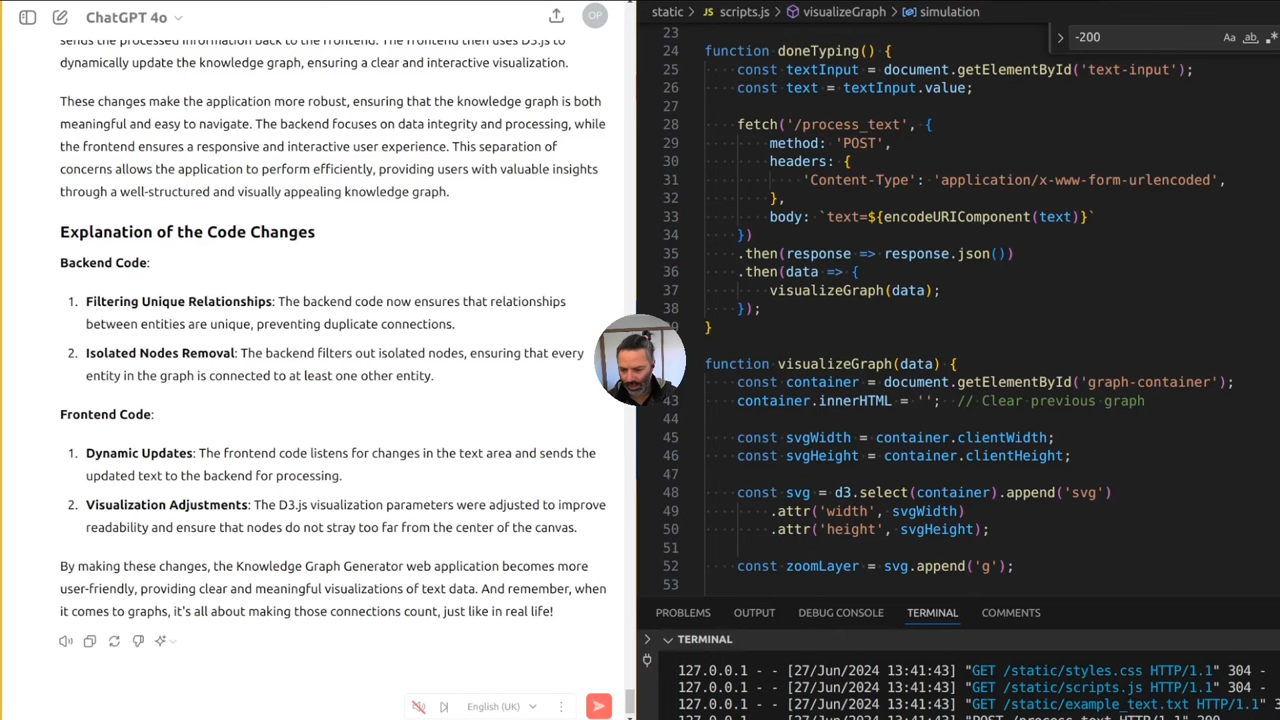 ChatGPT 4o
OP
sends the processed information back to the frontend. The frontend then uses D3.js to
dynamically update the knowledge graph, ensuring a clear and interactive visualization.
These changes make the application more robust, ensuring that the knowledge graph is both
meaningful and easy to navigate. The backend focuses on data integrity and processing, while
the frontend ensures a responsive and interactive user experience. This separation of
concerns allows the application to perform efficiently, providing users with valuable insights
through a well-structured and visually appealing knowledge graph.
Explanation of the Code Changes
Backend Code:
1. Filtering Unique Relationships: The backend code now ensures that relationships
between entities are unique, preventing duplicate connections.
2. Isolated Nodes Removal: The backend filters out isolated nodes, ensuring that every
entity in the graph is connected to at least one other entity.
Frontend Code:
1. Dynamic Updates: The frontend code listens for changes in the text area and sends the
updated text to the backend for processing.
2. Visualization Adjustments: The D3.js visualization parameters were adjusted to improve
readability and ensure that nodes do not stray too far from the center of the canvas.
By making these changes, the Knowledge Graph Generator web application becomes more
user-friendly, providing clear and meaningful visualizations of text data. And remember, when
it comes to graphs, it's all about making those connections count, just like in real life!
English (UK)
static > JS scripts.js > visualizeGraph > simulation
-200
Aa ab .*
23
24 function doneTyping() {
25 const textInput = document.getElementById('text-input');
26 const text = textInput.value;
27
28 fetch('/process_text', {
29 method: 'POST',
30 headers: {
31 'Content-Type': 'application/x-www-form-urlencoded',
32 },
33 body: `text=${encodeURIComponent(text)}`
34 })
35 .then(response => response.json())
36 .then(data => {
37 visualizeGraph(data);
38 });
9 }
function visualizeGraph(data) {
const container = document.getElementById('graph-container');
43 container.innerHTML = ''; // Clear previous graph
44
45 const svgWidth = container.clientWidth;
46 const svgHeight = container.clientHeight;
47
48 const svg = d3.select(container).append('svg')
49 .attr('width', svgWidth)
50 .attr('height', svgHeight);
51
52 const zoomLayer = svg.append('g');
53
PROBLEMS OUTPUT DEBUG CONSOLE TERMINAL COMMENTS
TERMINAL
127.0.0.1 - - [27/Jun/2024 13:41:43] "GET /static/styles.css HTTP/1.1" 304 -
127.0.0.1 - - [27/Jun/2024 13:41:43] "GET /static/scripts.js HTTP/1.1" 304 -
127.0.0.1 - - [27/Jun/2024 13:41:43] "GET /static/example_text.txt HTTP/1.1"